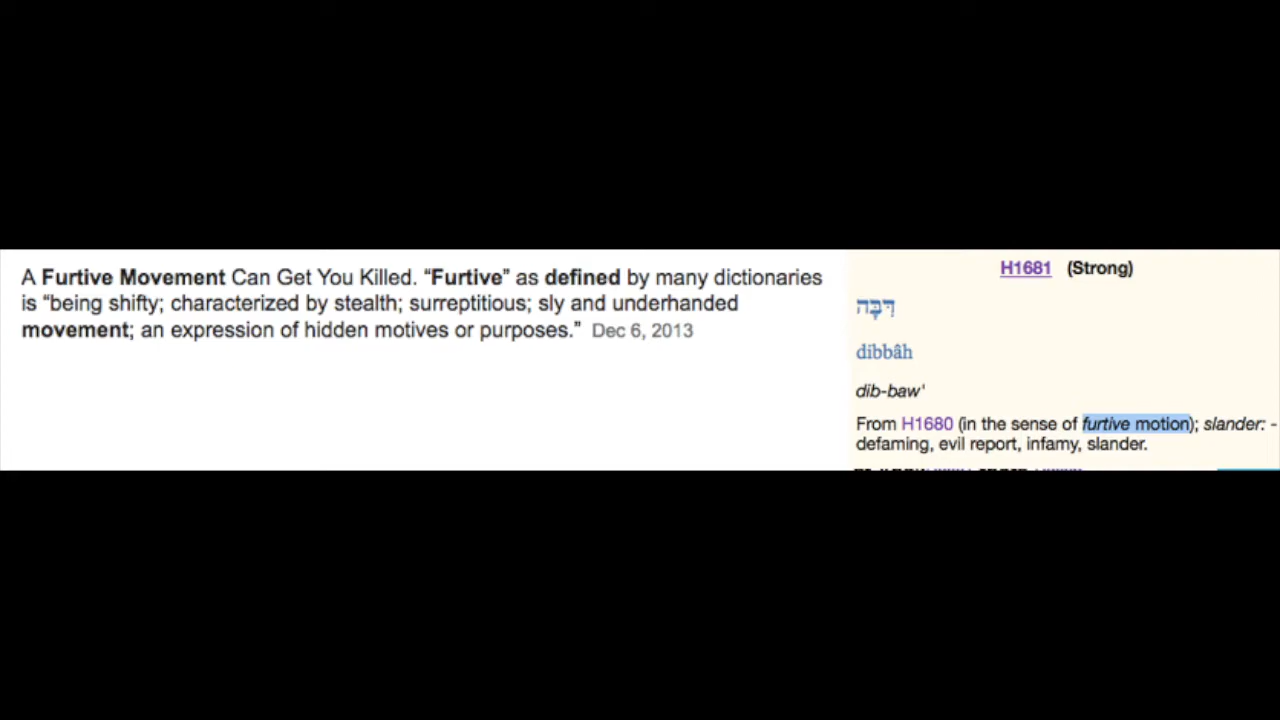 A Furtive Movement Can Get You Killed. “Furtive” as defined by many dictionaries
is “being shifty; characterized by stealth; surreptitious; sly and underhanded
movement; an expression of hidden motives or purposes.” Dec 6, 2013
H1681 (Strong)
דִּבָּה
dibbâh
dib-baw'
From H1680 (in the sense of furtive motion); slander: -
defaming, evil report, infamy, slander.